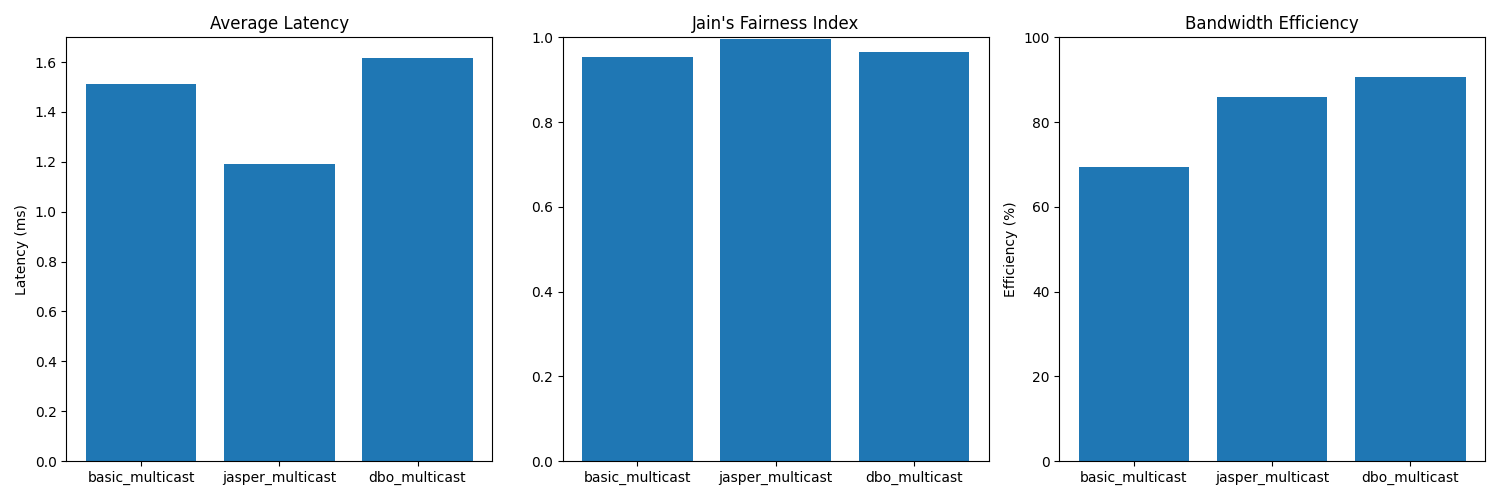 Average Latency
Latency (ms)
1.6
1.4
1.2
1.0
0.8
0.6
0.4
0.2
0.0
basic_multicast jasper_multicast dbo_multicast
Jain's Fairness Index
1.0
0.8
0.6
0.4
0.2
0.0
basic_multicast jasper_multicast dbo_multicast
Bandwidth Efficiency
Efficiency (%)
100
80
60
40
20
0
basic_multicast jasper_multicast dbo_multicast